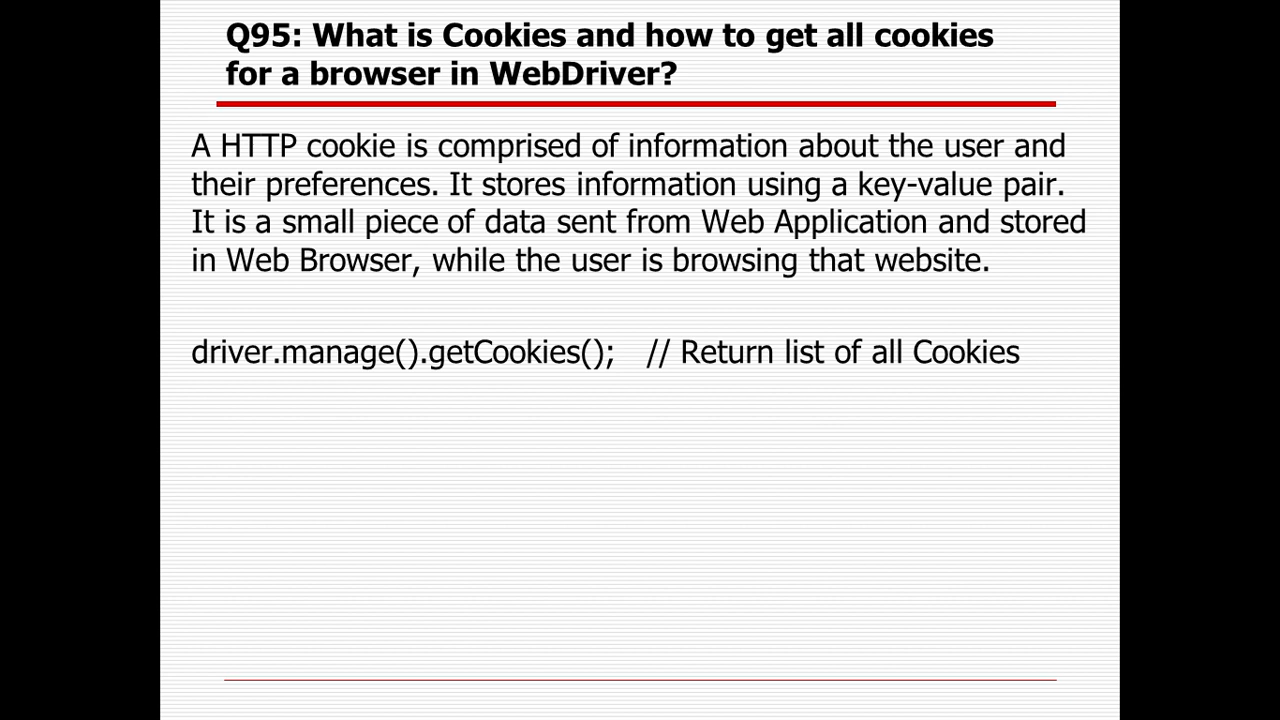 Q95: What is Cookies and how to get all cookies
for a browser in WebDriver?
A HTTP cookie is comprised of information about the user and
their preferences. It stores information using a key-value pair.
It is a small piece of data sent from Web Application and stored
in Web Browser, while the user is browsing that website.
driver.manage().getCookies();   // Return list of all Cookies